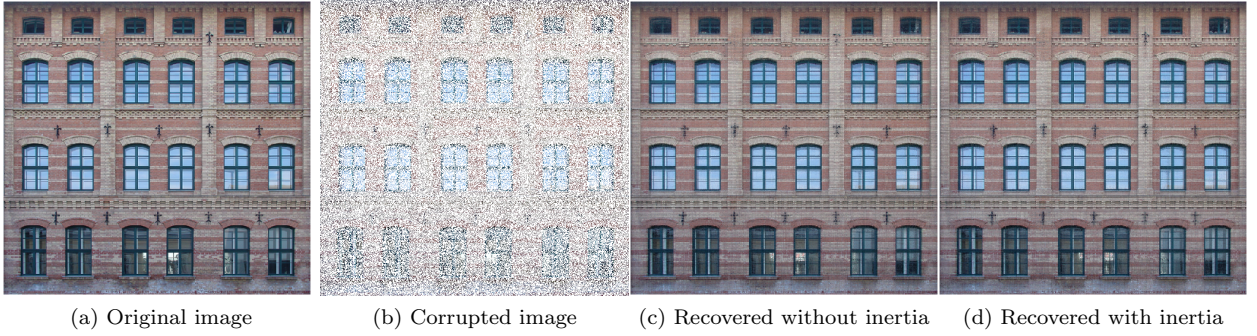 (a) Original image
(b) Corrupted image
(c) Recovered without inertia
(d) Recovered with inertia